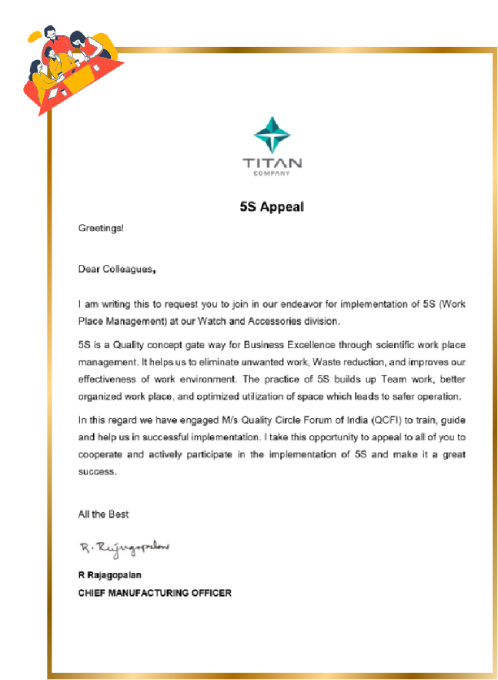 TITAN
COMPANY
5S Appeal
Greetings!
Dear Colleagues,
I am writing this to request you to join in our endeavor for implementation of 5S (Work
Place Management) at our Watch and Accessories division.
5S is a Quality concept gate way for Business Excellence through scientific work place
management. It helps us to eliminate unwanted work, Waste reduction, and improves our
effectiveness of work environment. The practice of 5S builds up Team work, better
organized work place, and optimized utilization of space which leads to safer operation.
In this regard we have engaged M/s Quality Circle Forum of India (QCFI) to train, guide
and help us in successful implementation. I take this opportunity to appeal to all of you to
cooperate and actively participate in the implementation of 5S and make it a great
success.
All the Best
R. Rajagopalan
R Rajagopalan
CHIEF MANUFACTURING OFFICER